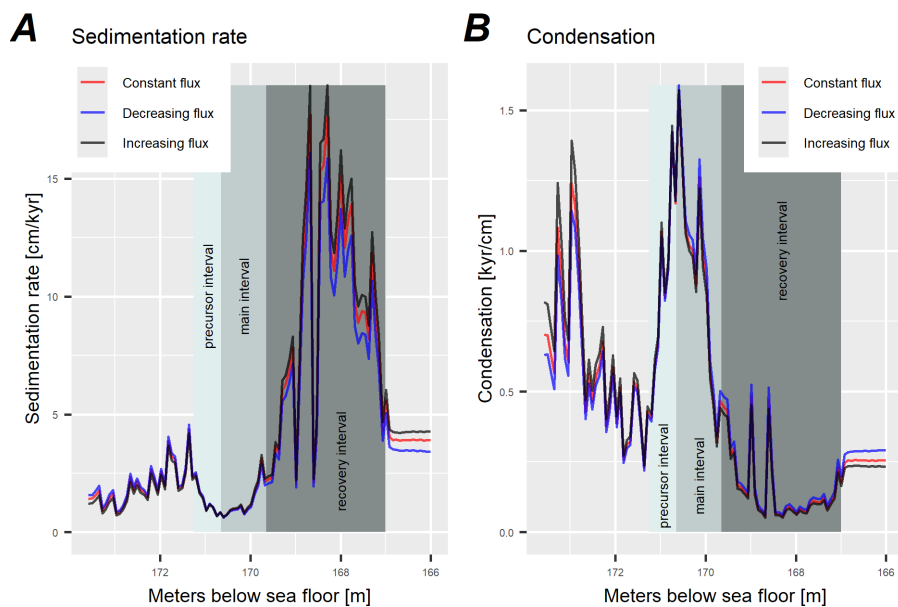 A
Sedimentation rate
Constant flux
Decreasing flux
Increasing flux
Sedimentation rate [cm/kyr]
15
10
5
0
precursor interval
main interval
recovery interval
172
170
168
166
Meters below sea floor [m]
B
Condensation
Constant flux
Decreasing flux
Increasing flux
Condensation [kyr/cm]
1.5
1.0
0.5
0.0
precursor interval
main interval
recovery interval
172
170
168
166
Meters below sea floor [m]